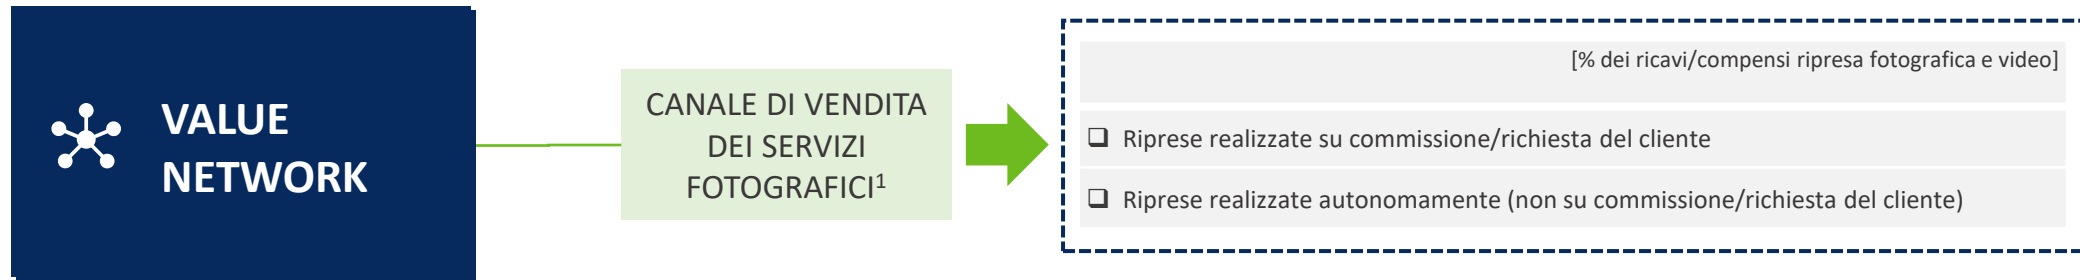 VALUE
NETWORK
CANALE DI VENDITA
DEI SERVIZI
FOTOGRAFICI¹
[% dei ricavi/compensi ripresa fotografica e video]
❑ Riprese realizzate su commissione/richiesta del cliente
❑ Riprese realizzate autonomamente (non su commissione/richiesta del cliente)